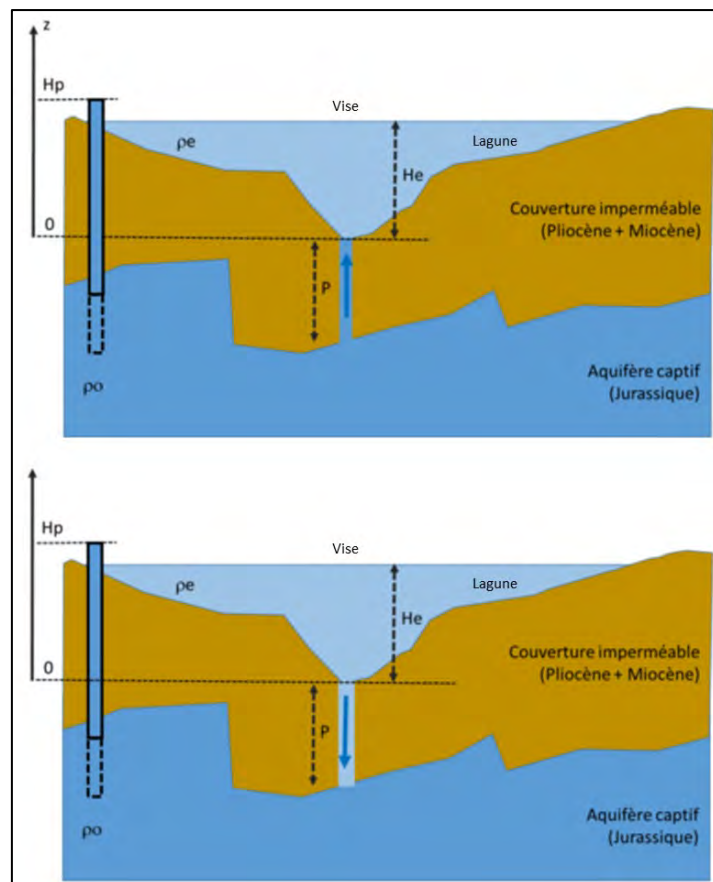 z
Hp
Vise
ρe
Lagune
He
Couverture imperméable
(Pliocène + Miocène)
0
P
Aquifère captif
(Jurassique)
ρo
Hp
Vise
ρe
Lagune
He
Couverture imperméable
(Pliocène + Miocène)
0
P
Aquifère captif
(Jurassique)
ρo